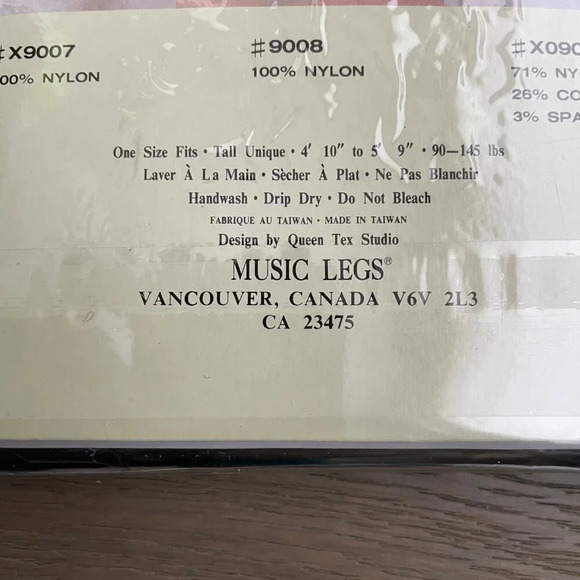 #X9007
00% NYLON
#9008
100% NYLON
#X090
71% NY
26% CO
3% SPA
One Size Fits • Tall Unique • 4' 10" to 5' 9" • 90—145 lbs
Laver À La Main • Sècher À Plat • Ne Pas Blanchir
Handwash • Drip Dry • Do Not Bleach
FABRIQUE AU TAIWAN • MADE IN TAIWAN
Design by Queen Tex Studio
MUSIC LEGS®
VANCOUVER, CANADA V6V 2L3
CA 23475